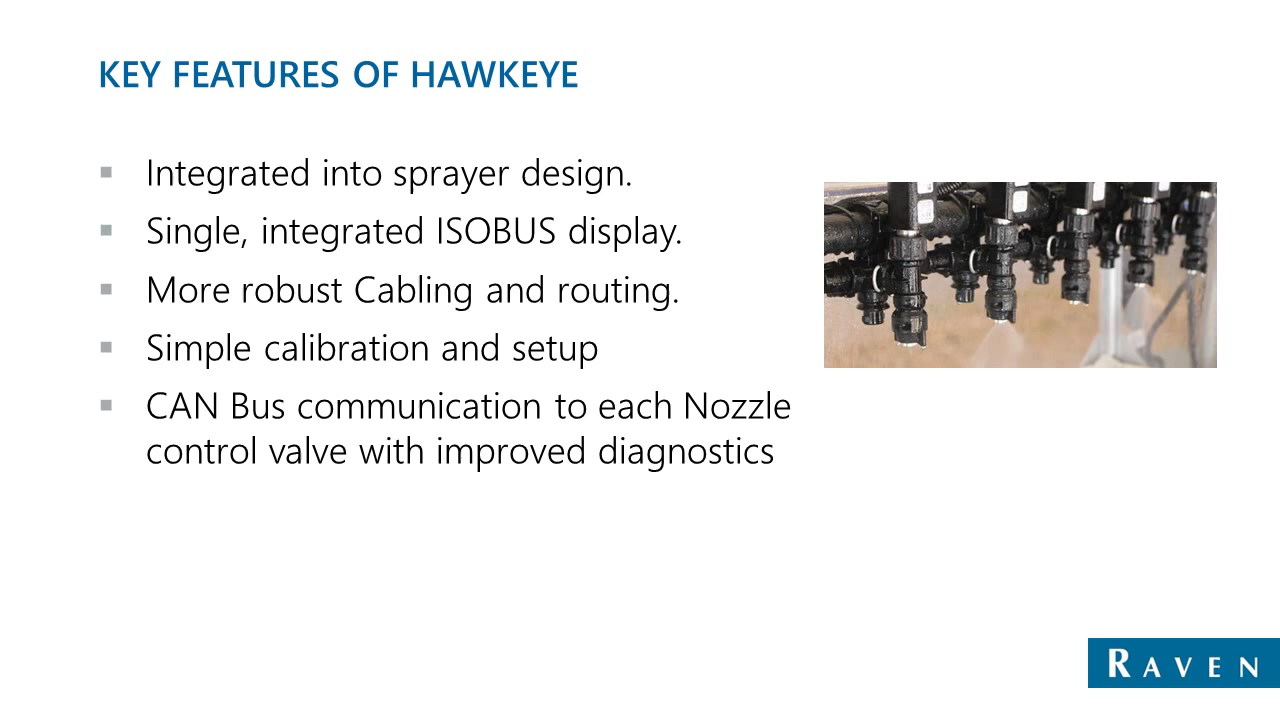 KEY FEATURES OF HAWKEYE
Integrated into sprayer design.
Single, integrated ISOBUS display.
More robust Cabling and routing.
Simple calibration and setup
CAN Bus communication to each Nozzle
control valve with improved diagnostics
RAVEN